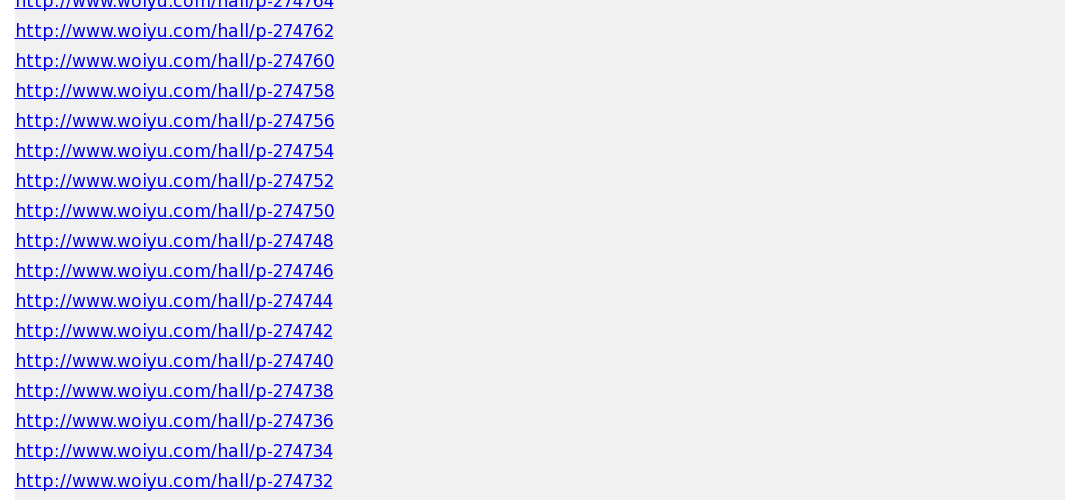 http://www.woiyu.com/hall/p-274764
http://www.woiyu.com/hall/p-274762
http://www.woiyu.com/hall/p-274760
http://www.woiyu.com/hall/p-274758
http://www.woiyu.com/hall/p-274756
http://www.woiyu.com/hall/p-274754
http://www.woiyu.com/hall/p-274752
http://www.woiyu.com/hall/p-274750
http://www.woiyu.com/hall/p-274748
http://www.woiyu.com/hall/p-274746
http://www.woiyu.com/hall/p-274744
http://www.woiyu.com/hall/p-274742
http://www.woiyu.com/hall/p-274740
http://www.woiyu.com/hall/p-274738
http://www.woiyu.com/hall/p-274736
http://www.woiyu.com/hall/p-274734
http://www.woiyu.com/hall/p-274732